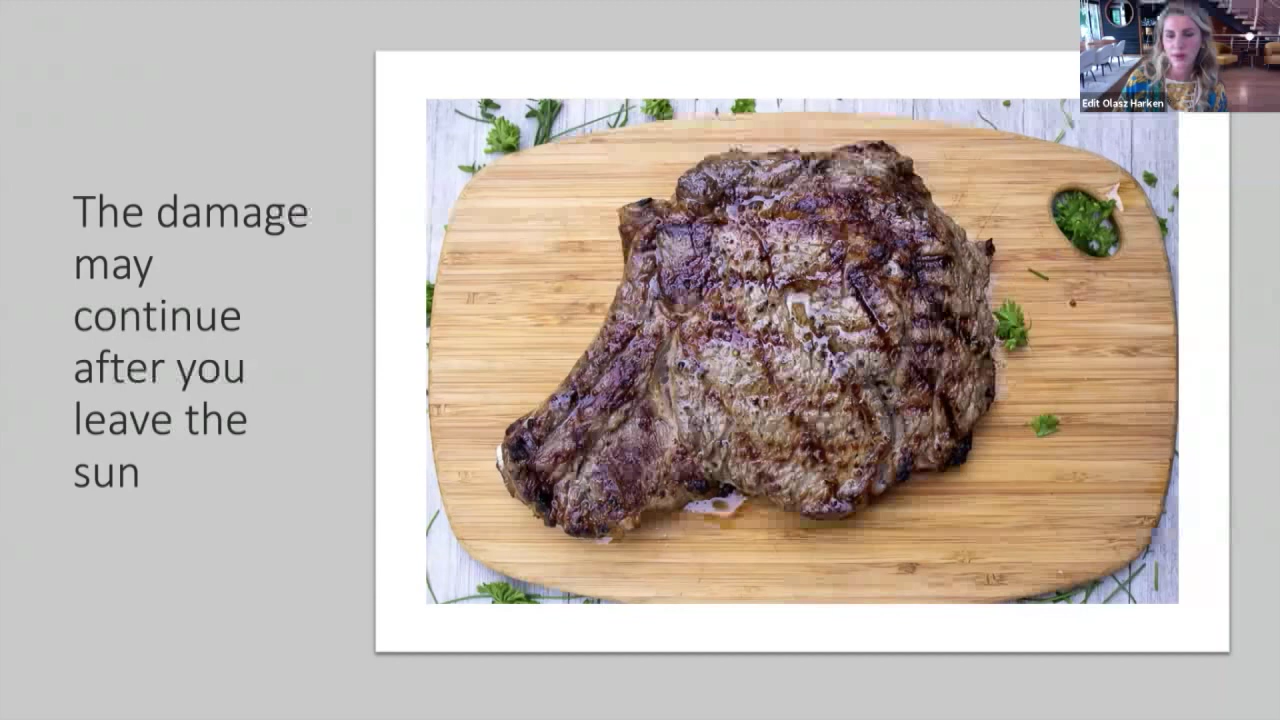 The damage
may
continue
after you
leave the
sun
Edit Olasz Harken